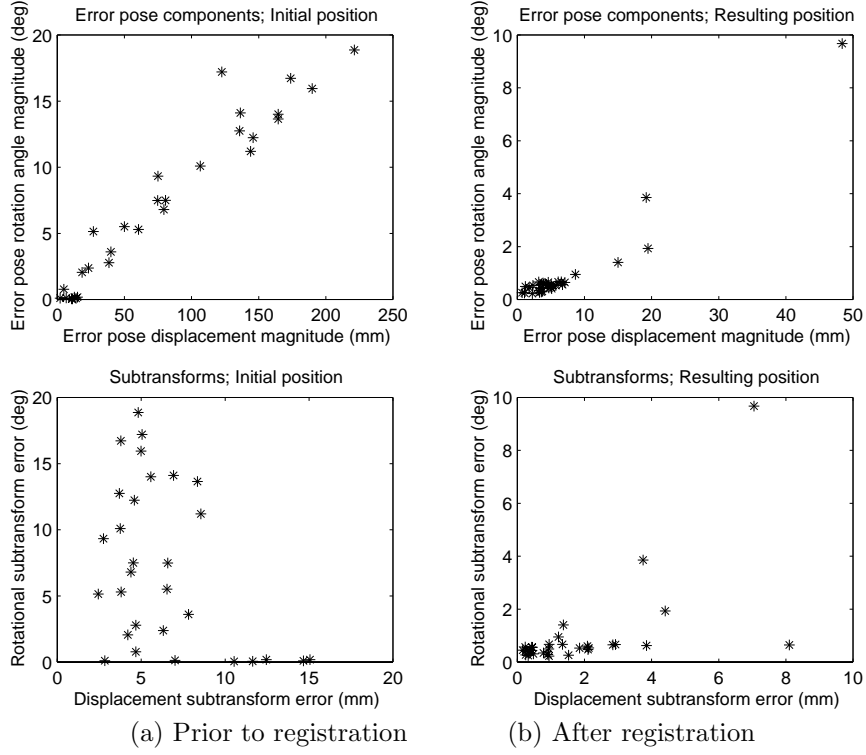 Error pose components; Initial position
Error pose rotation angle magnitude (deg)
20
15
10
5
0
0 50 100 150 200 250
Error pose displacement magnitude (mm)
Error pose components; Resulting position
Error pose rotation angle magnitude (deg)
10
8
6
4
2
0
0 10 20 30 40 50
Error pose displacement magnitude (mm)
Subtransforms; Initial position
Rotational subtransform error (deg)
20
15
10
5
0
0 5 10 15 20
Displacement subtransform error (mm)
Subtransforms; Resulting position
Rotational subtransform error (deg)
10
8
6
4
2
0
0 2 4 6 8 10
Displacement subtransform error (mm)
(a) Prior to registration
(b) After registration